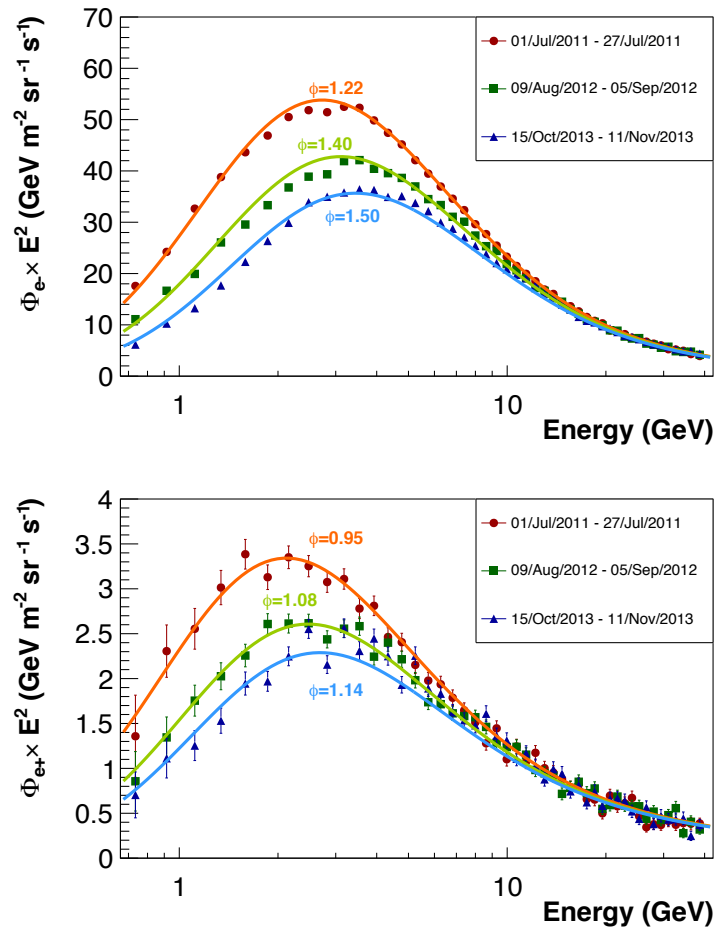 Φe- × E² (GeV m⁻² sr⁻¹ s⁻¹)
70
60
50
40
30
20
10
0
01/Jul/2011 - 27/Jul/2011
09/Aug/2012 - 05/Sep/2012
15/Oct/2013 - 11/Nov/2013
ϕ=1.22
ϕ=1.40
ϕ=1.50
1 10
Energy (GeV)
Φe+ × E² (GeV m⁻² sr⁻¹ s⁻¹)
4
3.5
3
2.5
2
1.5
1
0.5
0
01/Jul/2011 - 27/Jul/2011
09/Aug/2012 - 05/Sep/2012
15/Oct/2013 - 11/Nov/2013
ϕ=0.95
ϕ=1.08
ϕ=1.14
1 10
Energy (GeV)